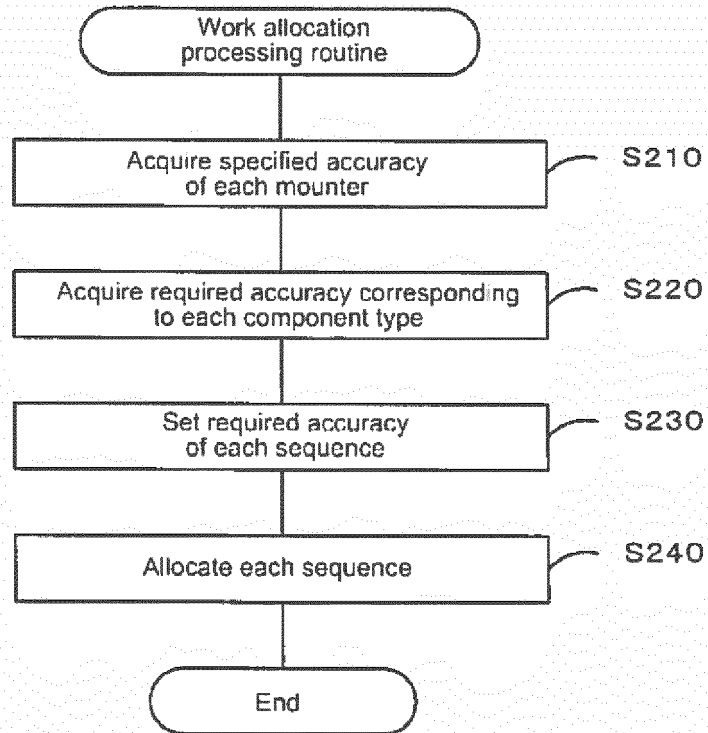 Work allocation
processing routine
Acquire specified accuracy
of each mounter
S210
Acquire required accuracy corresponding
to each component type
S220
Set required accuracy
of each sequence
S230
Allocate each sequence
S240
End